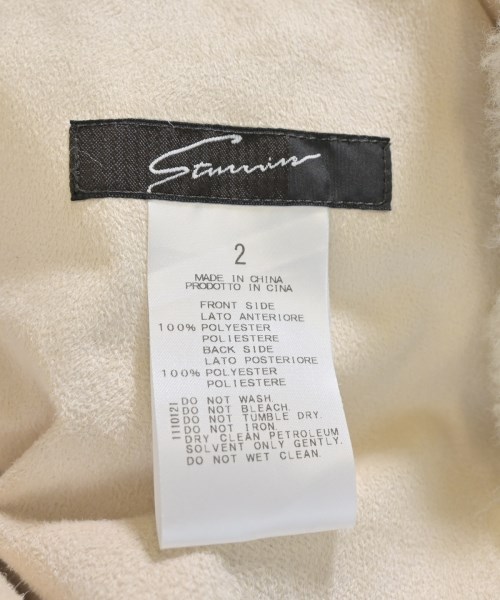 Sturniss
2
MADE IN CHINA
PRODOTTO IN CINA
FRONT SIDE
LATO ANTERIORE
100% POLYESTER
POLIESTERE
BACK SIDE
LATO POSTERIORE
100% POLYESTER
POLIESTERE
1110121
DO NOT WASH.
DO NOT BLEACH.
DO NOT TUMBLE DRY.
DO NOT IRON.
DRY CLEAN PETROLEUM
SOLVENT ONLY GENTLY.
DO NOT WET CLEAN.